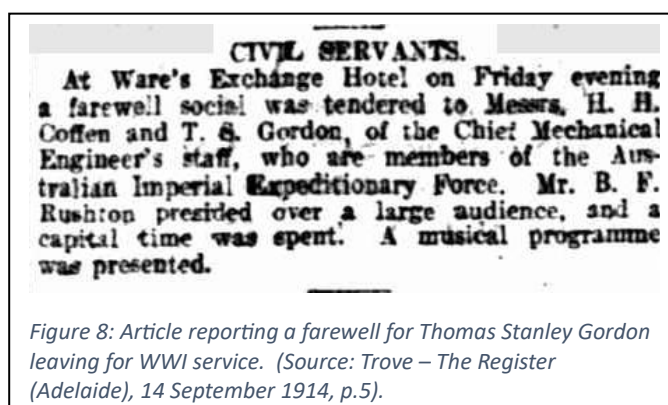 CIVIL SERVANTS.
At Ware's Exchange Hotel on Friday evening
a farewell social was tendered to Messrs. H. H.
Coffen and T. S. Gordon, of the Chief Mechanical
Engineer's staff, who are members of the Aus-
tralian Imperial Expeditionary Force. Mr. B. F.
Rushton presided over a large audience, and a
capital time was spent. A musical programme
was presented.
Figure 8: Article reporting a farewell for Thomas Stanley Gordon
leaving for WWI service. (Source: Trove – The Register
(Adelaide), 14 September 1914, p.5).